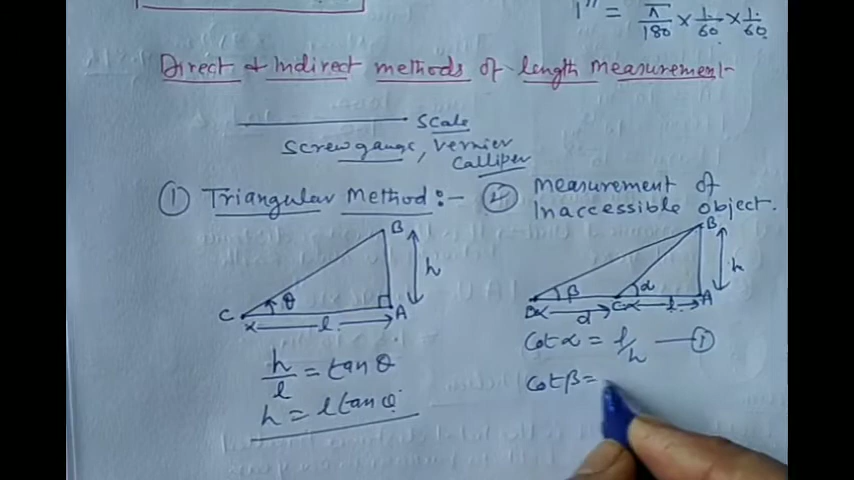 1" = π/180 × 1/60 × 1/60
Direct & Indirect methods of length measurement-
Scale
Screw gauge, Vernier
Calliper
① Triangular Method:-
B
h
C
θ
A
l
h/l = tan θ
h = l tan θ
④ Measurement of
Inaccessible object.
B
h
β
α
C
A
d
l
Cot α = l/h —①
Cot β =